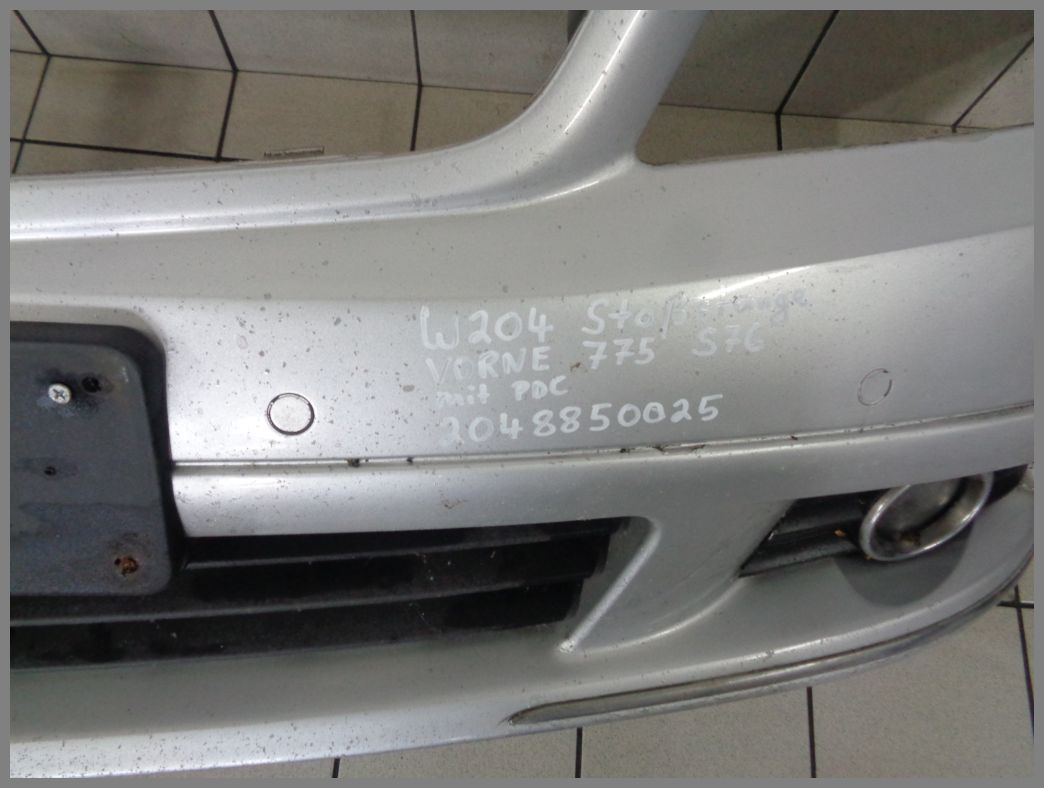 W204 Stoßstange
VORNE 775 S76
mit PDC
2048850025